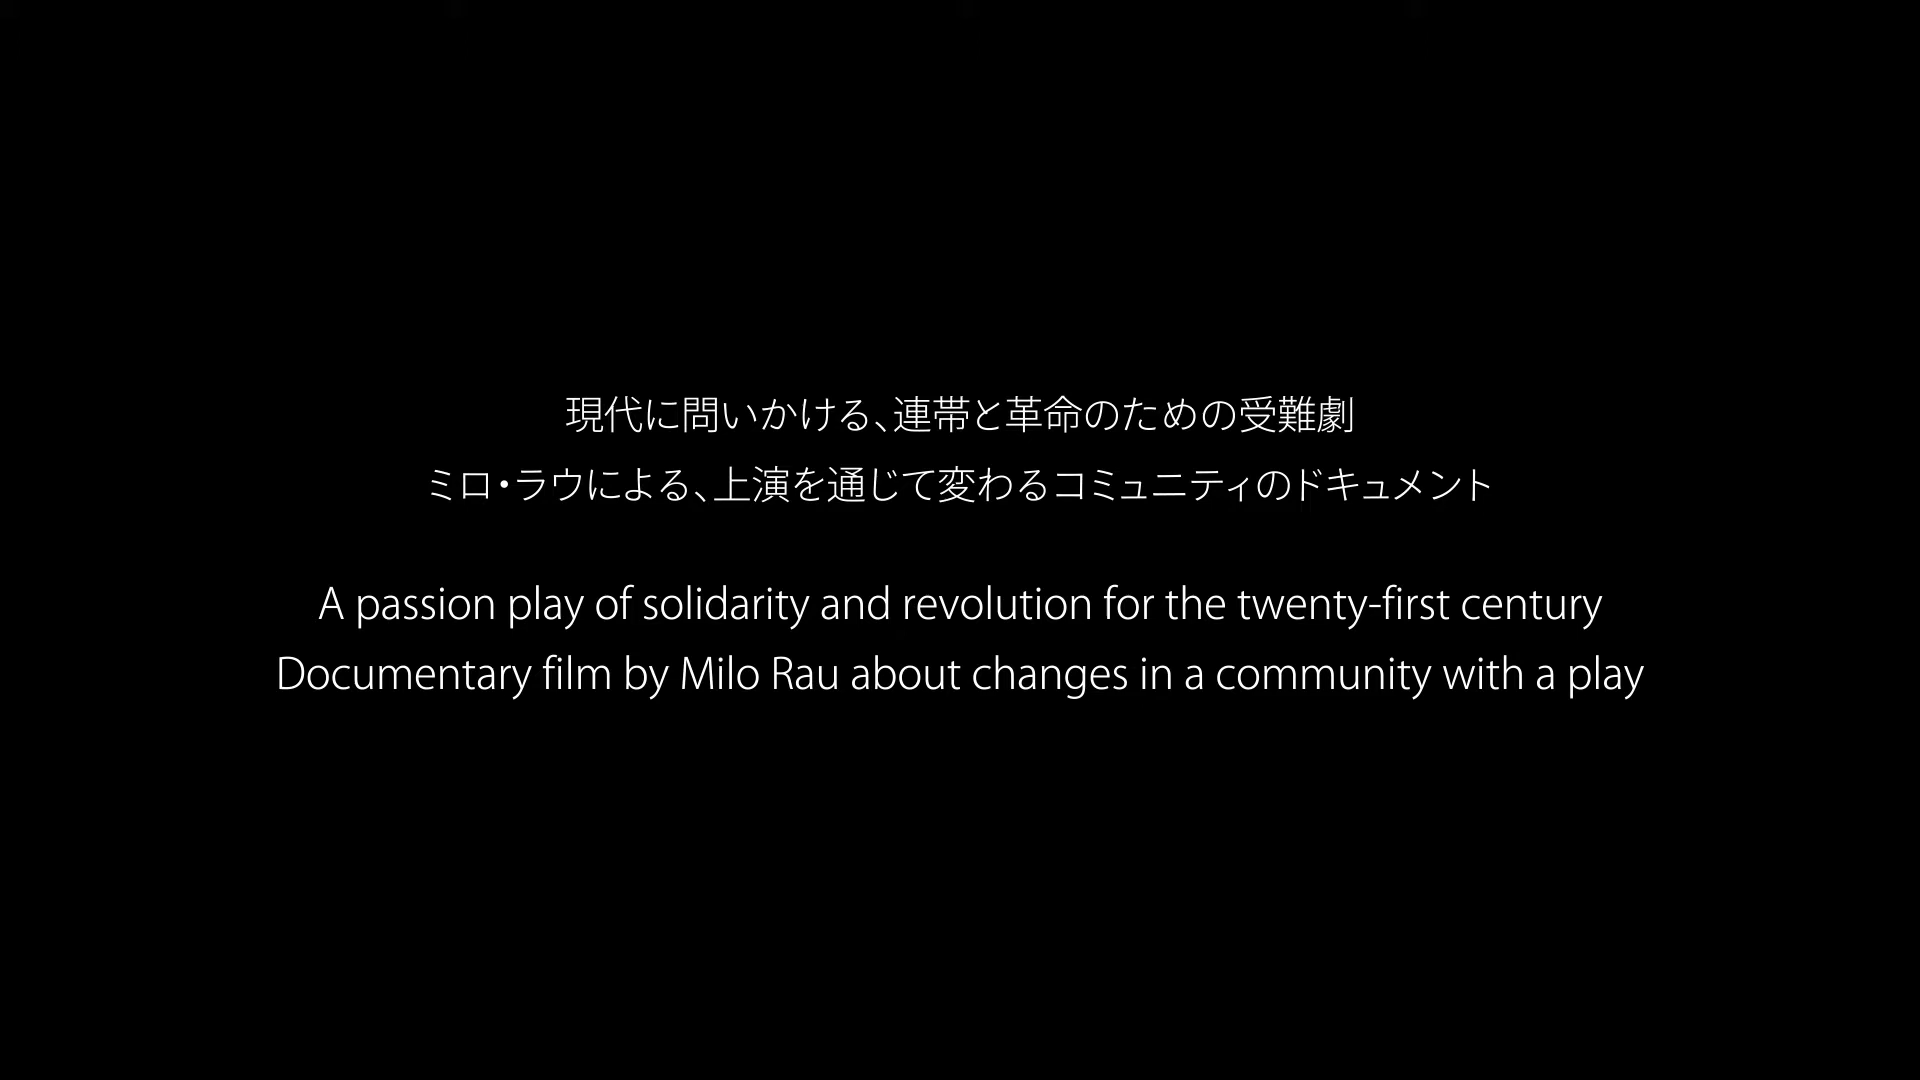 現代に問いかける、連帯と革命のための受難劇
ミロ・ラウによる、上演を通じて変わるコミュニティのドキュメント
A passion play of solidarity and revolution for the twenty-first century
Documentary film by Milo Rau about changes in a community with a play